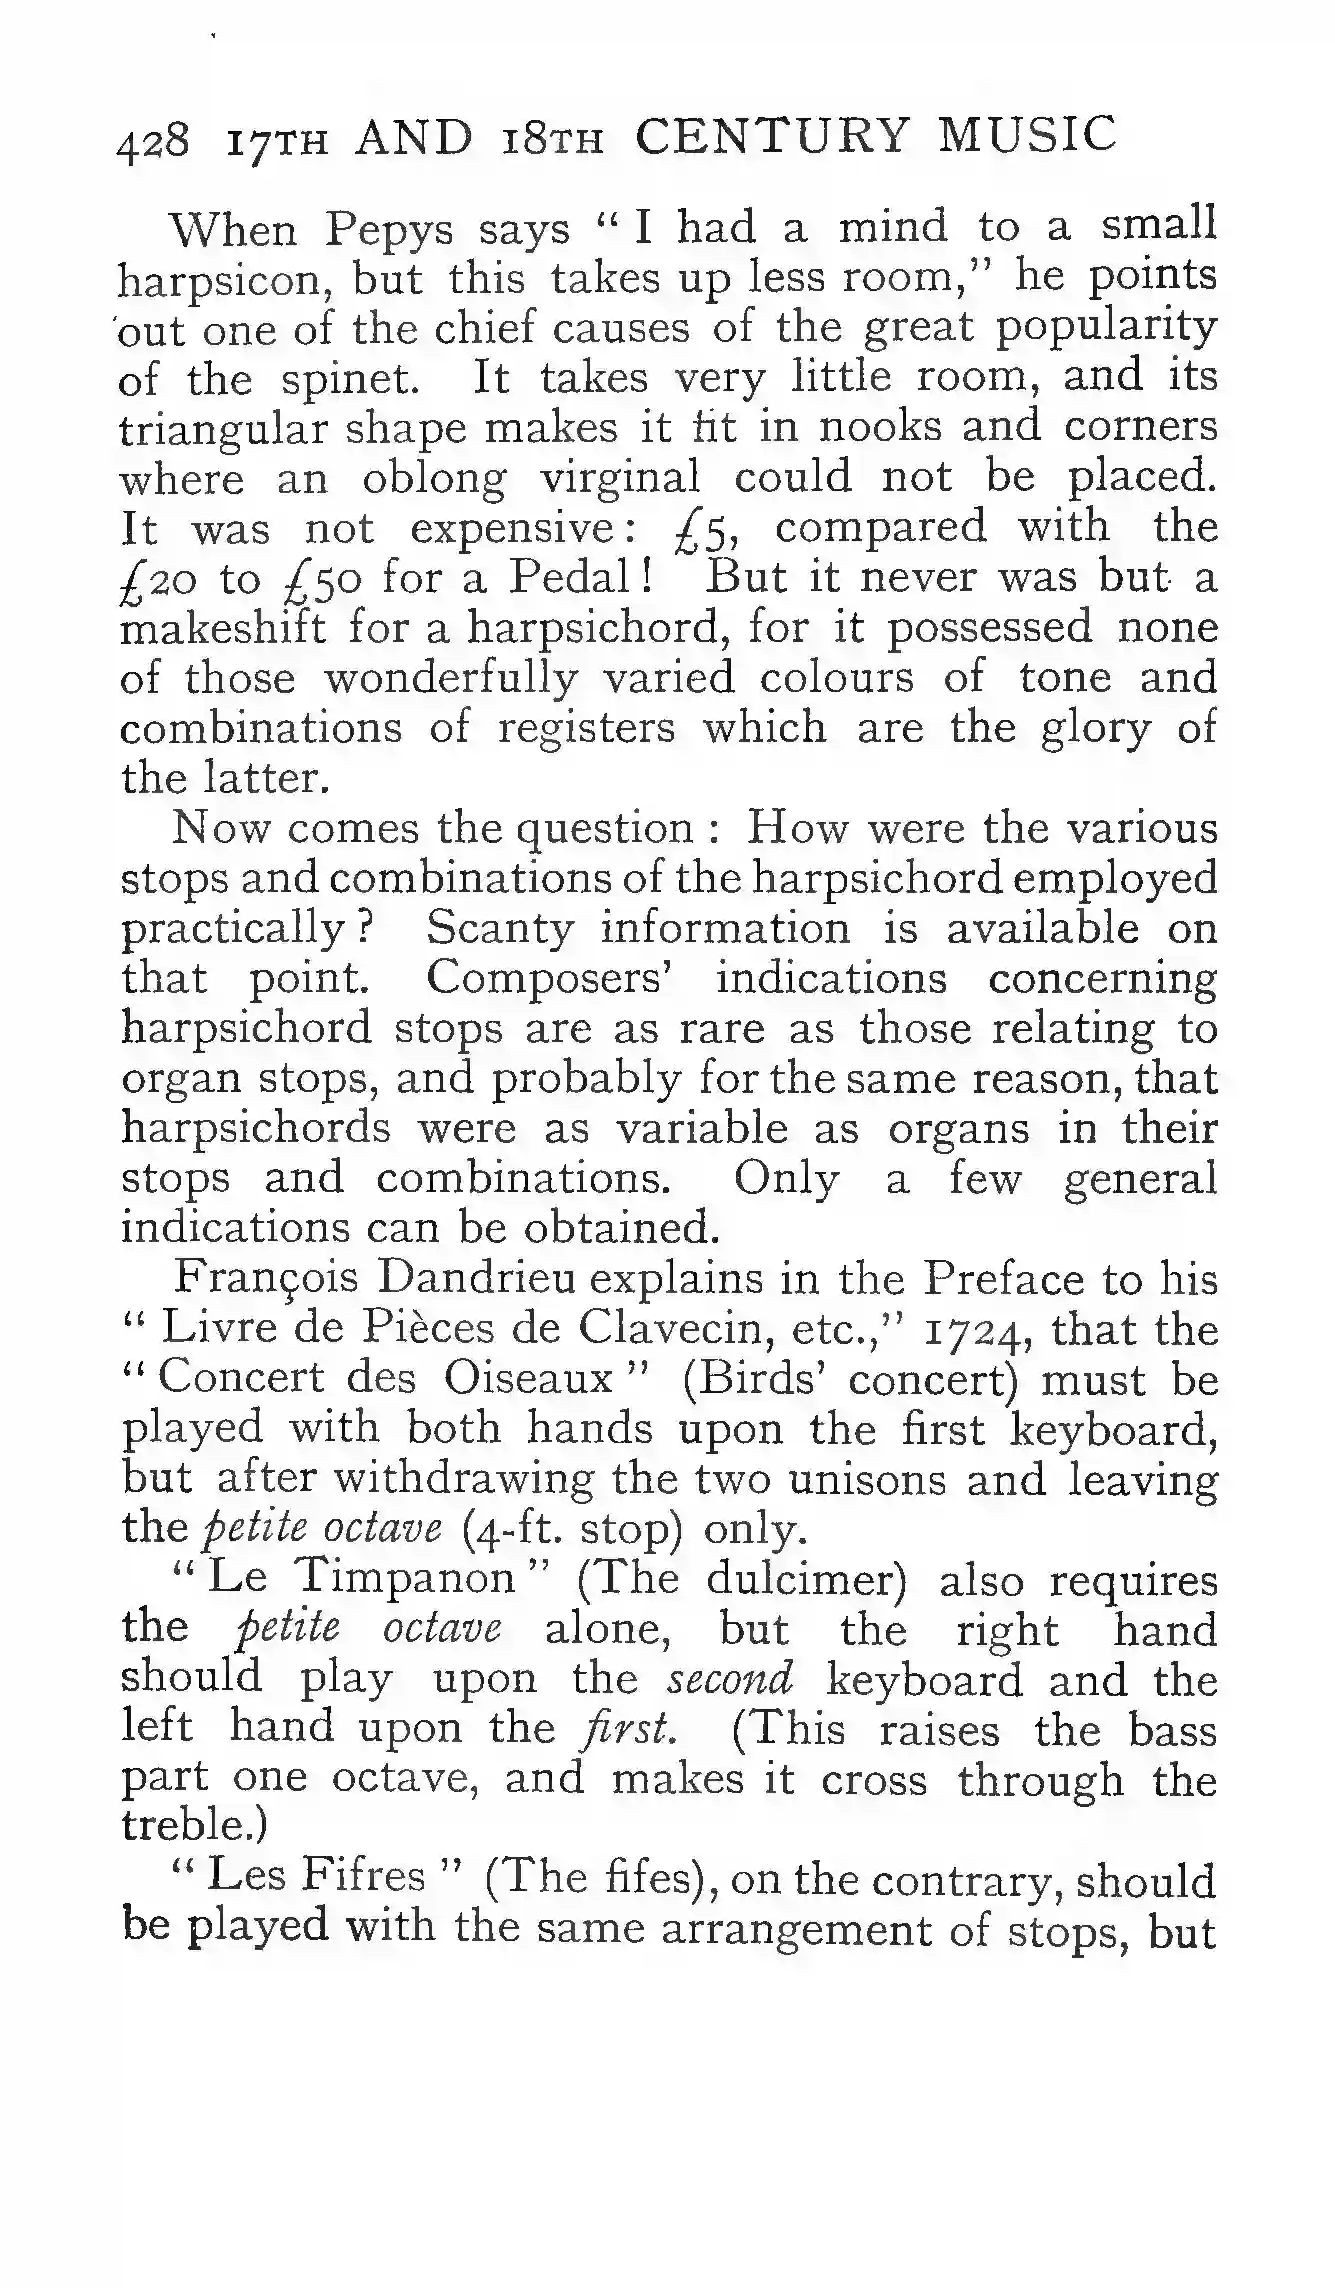 428 17TH AND 18TH CENTURY MUSIC
When Pepys says “ I had a mind to a small
harpsicon, but this takes up less room,” he points
out one of the chief causes of the great popularity
of the spinet. It takes very little room, and its
triangular shape makes it fit in nooks and corners
where an oblong virginal could not be placed.
It was not expensive: £5, compared with the
£20 to £50 for a Pedal! But it never was but a
makeshift for a harpsichord, for it possessed none
of those wonderfully varied colours of tone and
combinations of registers which are the glory of
the latter.
Now comes the question : How were the various
stops and combinations of the harpsichord employed
practically ? Scanty information is available on
that point. Composers’ indications concerning
harpsichord stops are as rare as those relating to
organ stops, and probably for the same reason, that
harpsichords were as variable as organs in their
stops and combinations. Only a few general
indications can be obtained.
François Dandrieu explains in the Preface to his
“ Livre de Pièces de Clavecin, etc.,” 1724, that the
“ Concert des Oiseaux ” (Birds’ concert) must be
played with both hands upon the first keyboard,
but after withdrawing the two unisons and leaving
the petite octave (4-ft. stop) only.
“ Le Timpanon ” (The dulcimer) also requires
the petite octave alone, but the right hand
should play upon the second keyboard and the
left hand upon the first. (This raises the bass
part one octave, and makes it cross through the
treble.)
“ Les Fifres ” (The fifes), on the contrary, should
be played with the same arrangement of stops, but